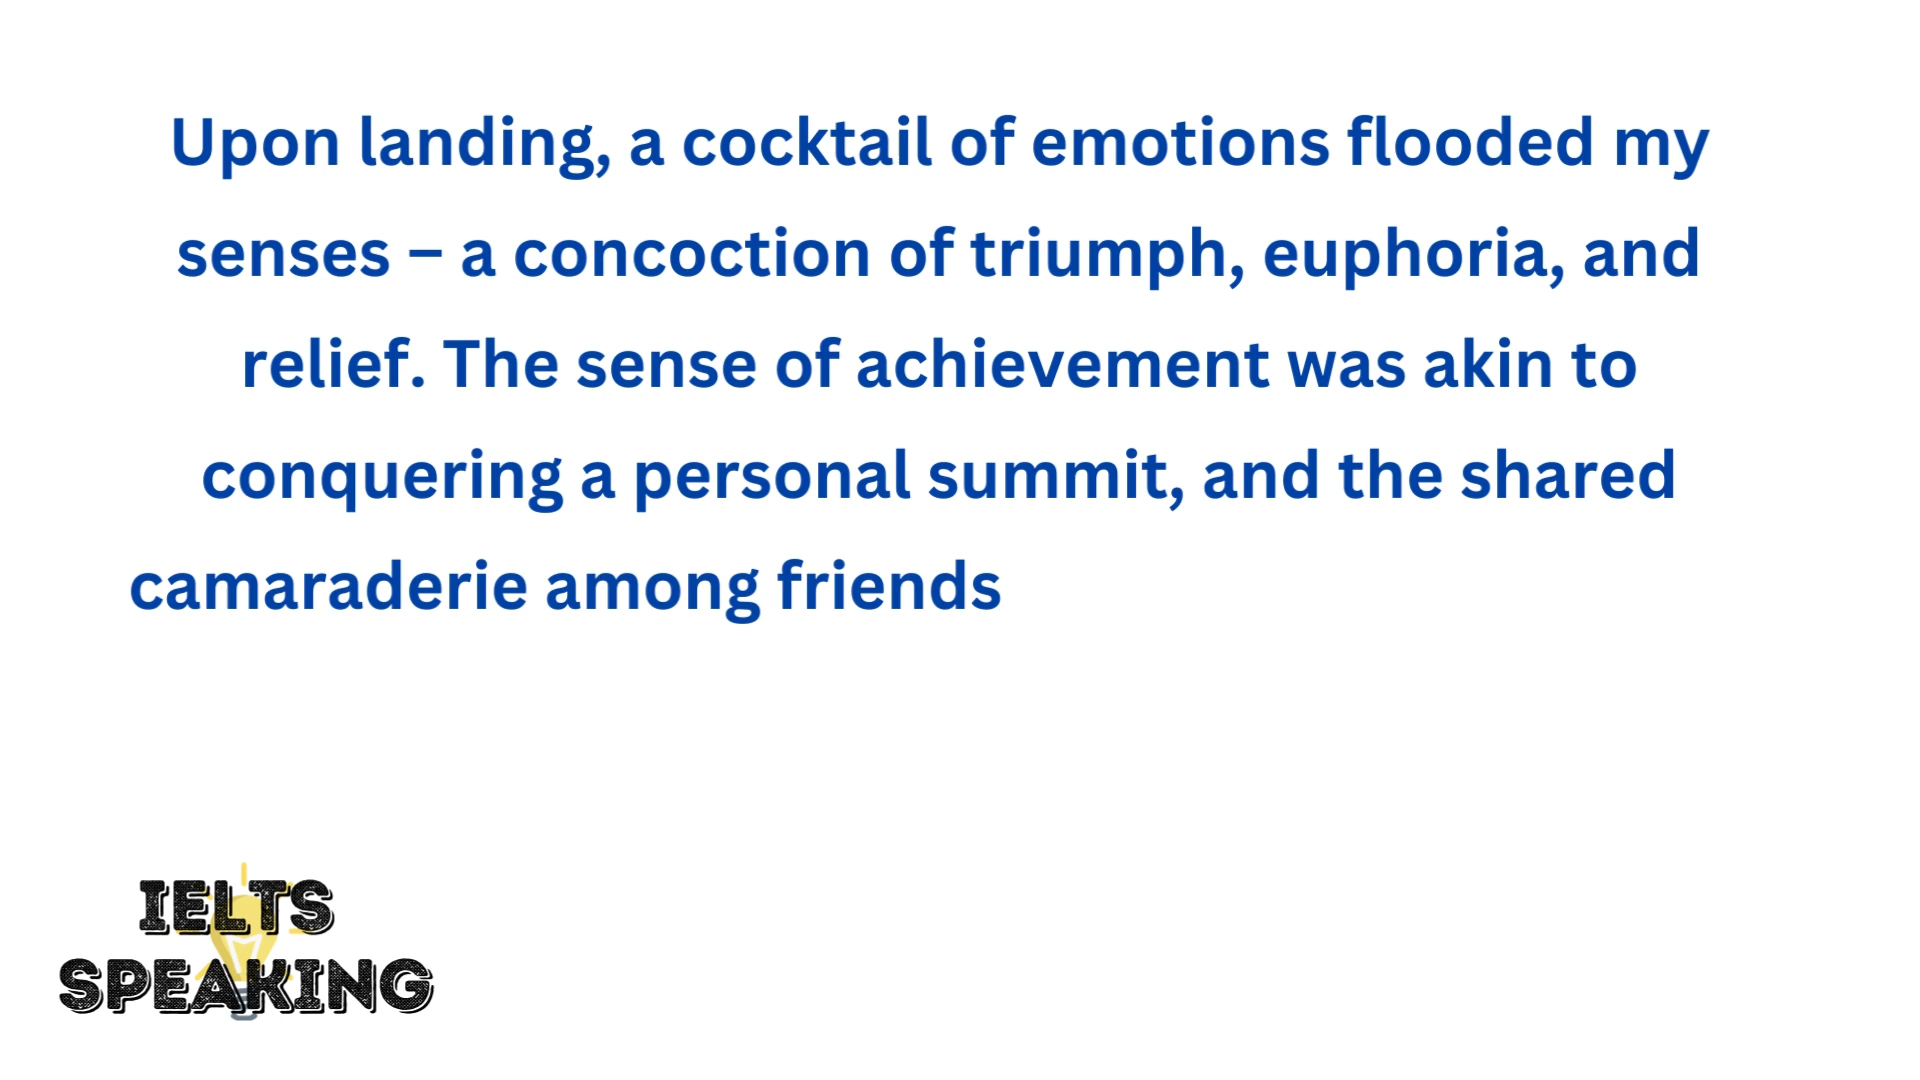 Upon landing, a cocktail of emotions flooded my
senses – a concoction of triumph, euphoria, and
relief. The sense of achievement was akin to
conquering a personal summit, and the shared
camaraderie among friends
IELTS
SPEAKING